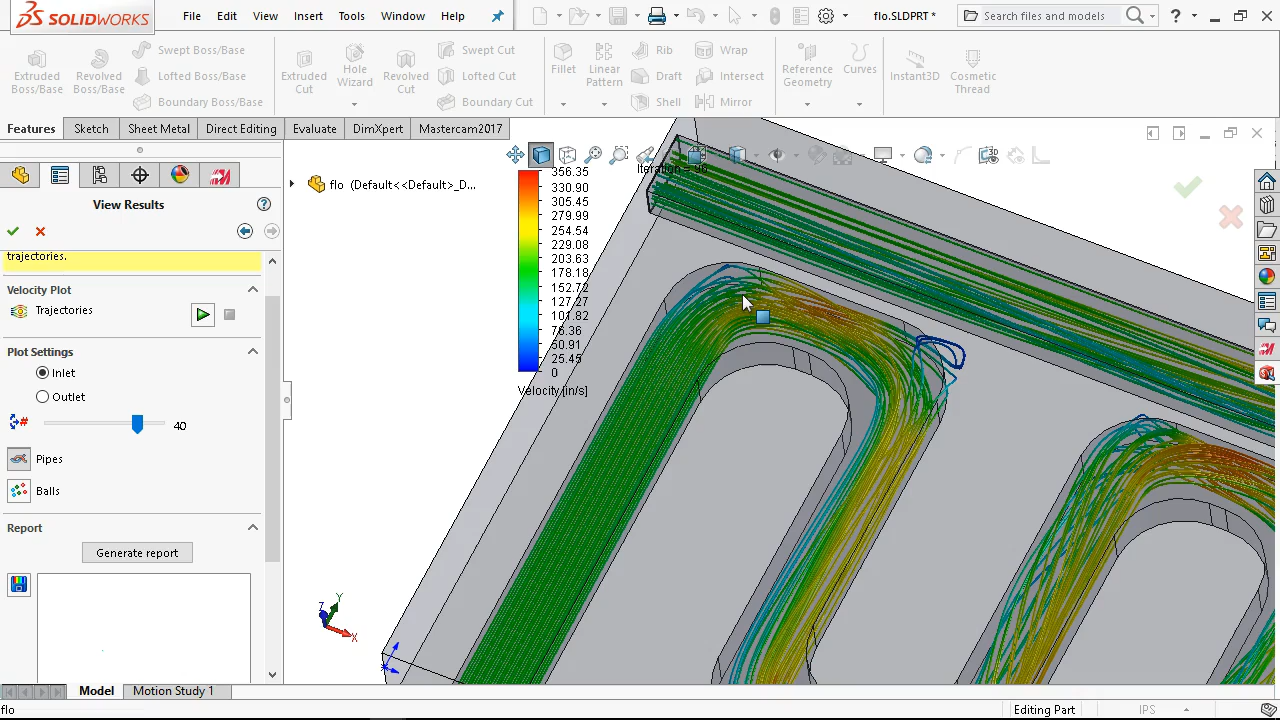 SOLIDWORKS
File Edit View Insert Tools Window Help
flo.SLDPRT *
Search files and models
Extruded Boss/Base
Revolved Boss/Base
Swept Boss/Base
Lofted Boss/Base
Boundary Boss/Base
Extruded Cut
Hole Wizard
Revolved Cut
Swept Cut
Lofted Cut
Boundary Cut
Fillet
Linear Pattern
Rib
Draft
Shell
Wrap
Intersect
Mirror
Reference Geometry
Curves
Instant3D
Cosmetic Thread
Features Sketch Sheet Metal Direct Editing Evaluate DimXpert Mastercam2017
View Results
trajectories.
Velocity Plot
Trajectories
Plot Settings
Inlet
Outlet
40
Pipes
Balls
Report
Generate report
flo (Default<<Default>_D...
356.35
330.90
305.45
279.99
254.54
229.08
203.63
178.18
152.72
127.27
101.82
76.36
50.91
25.45
0
Velocity [in/s]
Z
Y
X
Model Motion Study 1
flo
Editing Part
IPS